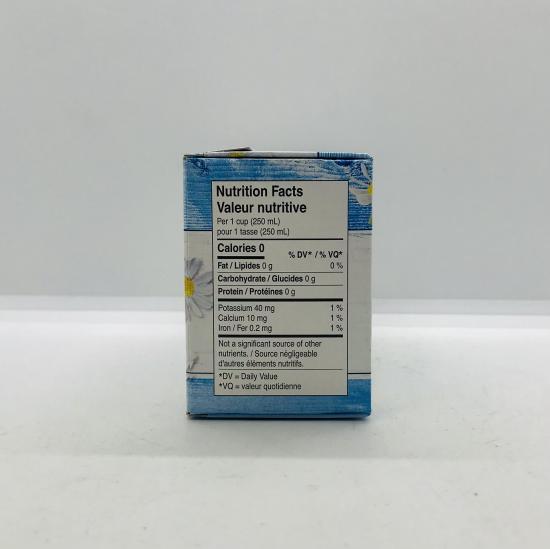 Nutrition Facts
Valeur nutritive
Per 1 cup (250 mL)
pour 1 tasse (250 mL)
Calories 0
% DV* / % VQ*
Fat / Lipides 0 g 0 %
Carbohydrate / Glucides 0 g
Protein / Protéines 0 g
Potassium 40 mg 1 %
Calcium 10 mg 1 %
Iron / Fer 0.2 mg 1 %
Not a significant source of other
nutrients. / Source négligeable
d'autres éléments nutritifs.
*DV = Daily Value
*VQ = valeur quotidienne